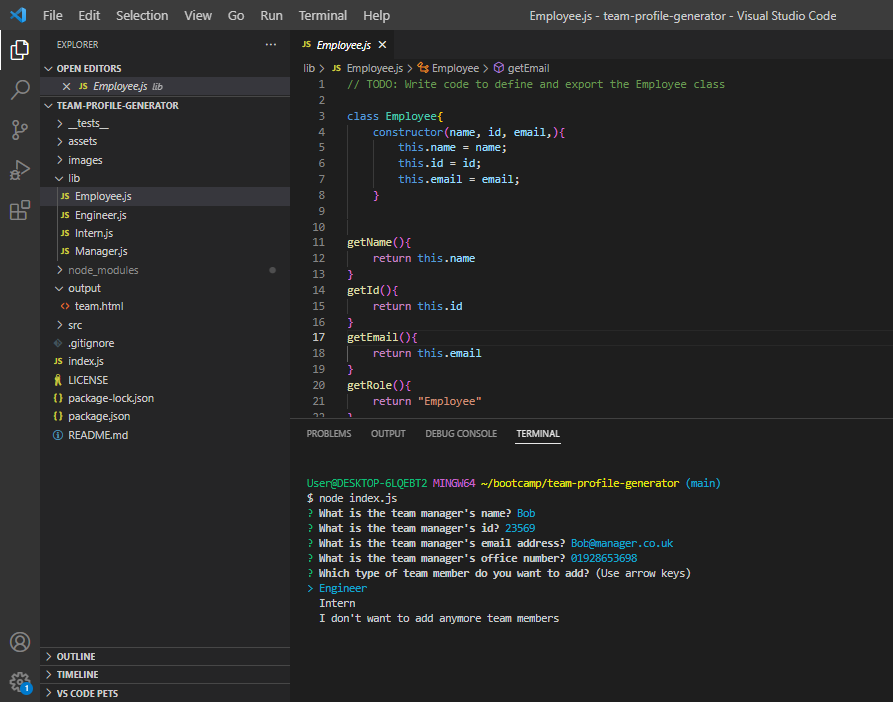 File Edit Selection View Go Run Terminal Help Employee.js - team-profile-generator - Visual Studio Code
EXPLORER ...
OPEN EDITORS
JS Employee.js lib
TEAM-PROFILE-GENERATOR
__tests__
assets
images
lib
JS Employee.js
JS Engineer.js
JS Intern.js
JS Manager.js
node_modules
output
<> team.html
src
.gitignore
JS index.js
LICENSE
{} package-lock.json
{} package.json
README.md
OUTLINE
TIMELINE
VS CODE PETS
1
JS Employee.js
lib > JS Employee.js > Employee > getEmail
1 // TODO: Write code to define and export the Employee class
2
3 class Employee{
4 constructor(name, id, email,){
5 this.name = name;
6 this.id = id;
7 this.email = email;
8 }
9
10
11 getName(){
12 return this.name
13 }
14 getId(){
15 return this.id
16 }
17 getEmail(){
18 return this.email
19 }
20 getRole(){
21 return "Employee"
22 }
PROBLEMS OUTPUT DEBUG CONSOLE TERMINAL
User@DESKTOP-6LQEBT2 MINGW64 ~/bootcamp/team-profile-generator (main)
$ node index.js
? What is the team manager's name? Bob
? What is the team manager's id? 23569
? What is the team manager's email address? Bob@manager.co.uk
? What is the team manager's office number? 01928653698
? Which type of team member do you want to add? (Use arrow keys)
> Engineer
Intern
I don't want to add anymore team members